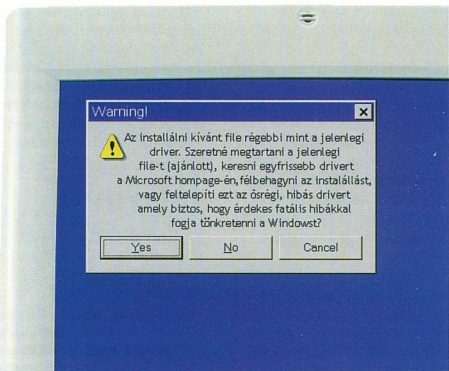 Warning!
Az installálni kívánt file régebbi mint a jelenlegi
driver. Szeretné megtartani a jelenlegi
file-t (ajánlott), keresni egyfrissebb drivert
a Microsoft hompage-én, félbehagyni az instalállást,
vagy feltelepíti ezt az ősrégi, hibás drivert
amely biztos, hogy érdekes fatális hibákkal
fogja tönkretenni a Windowst?
Yes
No
Cancel